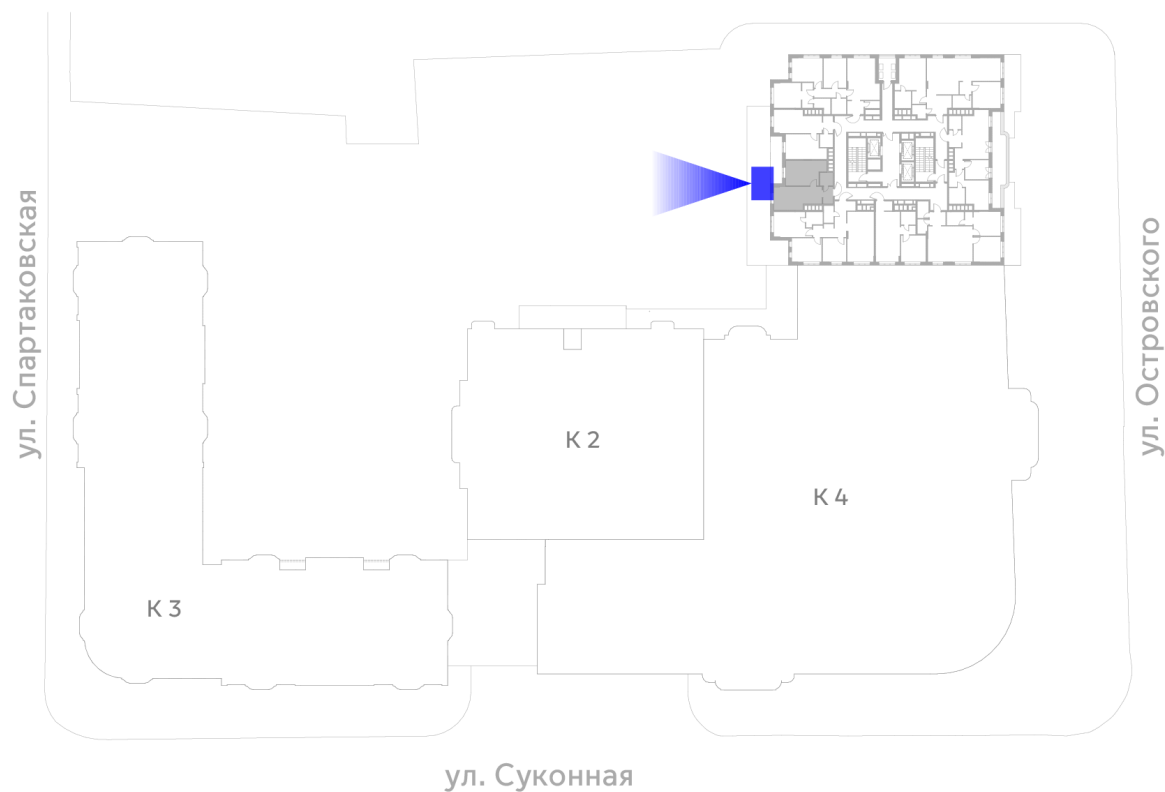 ул. Спартаковская
ул. Островского
К 2
К 4
К 3
ул. Суконная